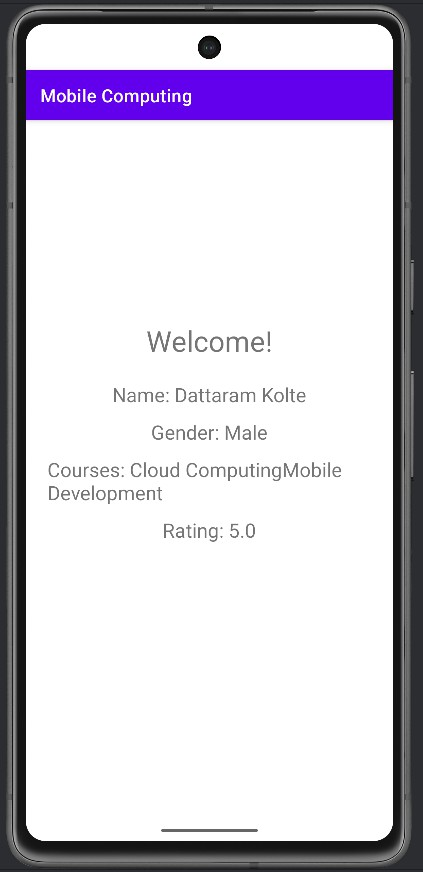 Mobile Computing
Welcome!
Name: Dattaram Kolte
Gender: Male
Courses: Cloud ComputingMobile
Development
Rating: 5.0